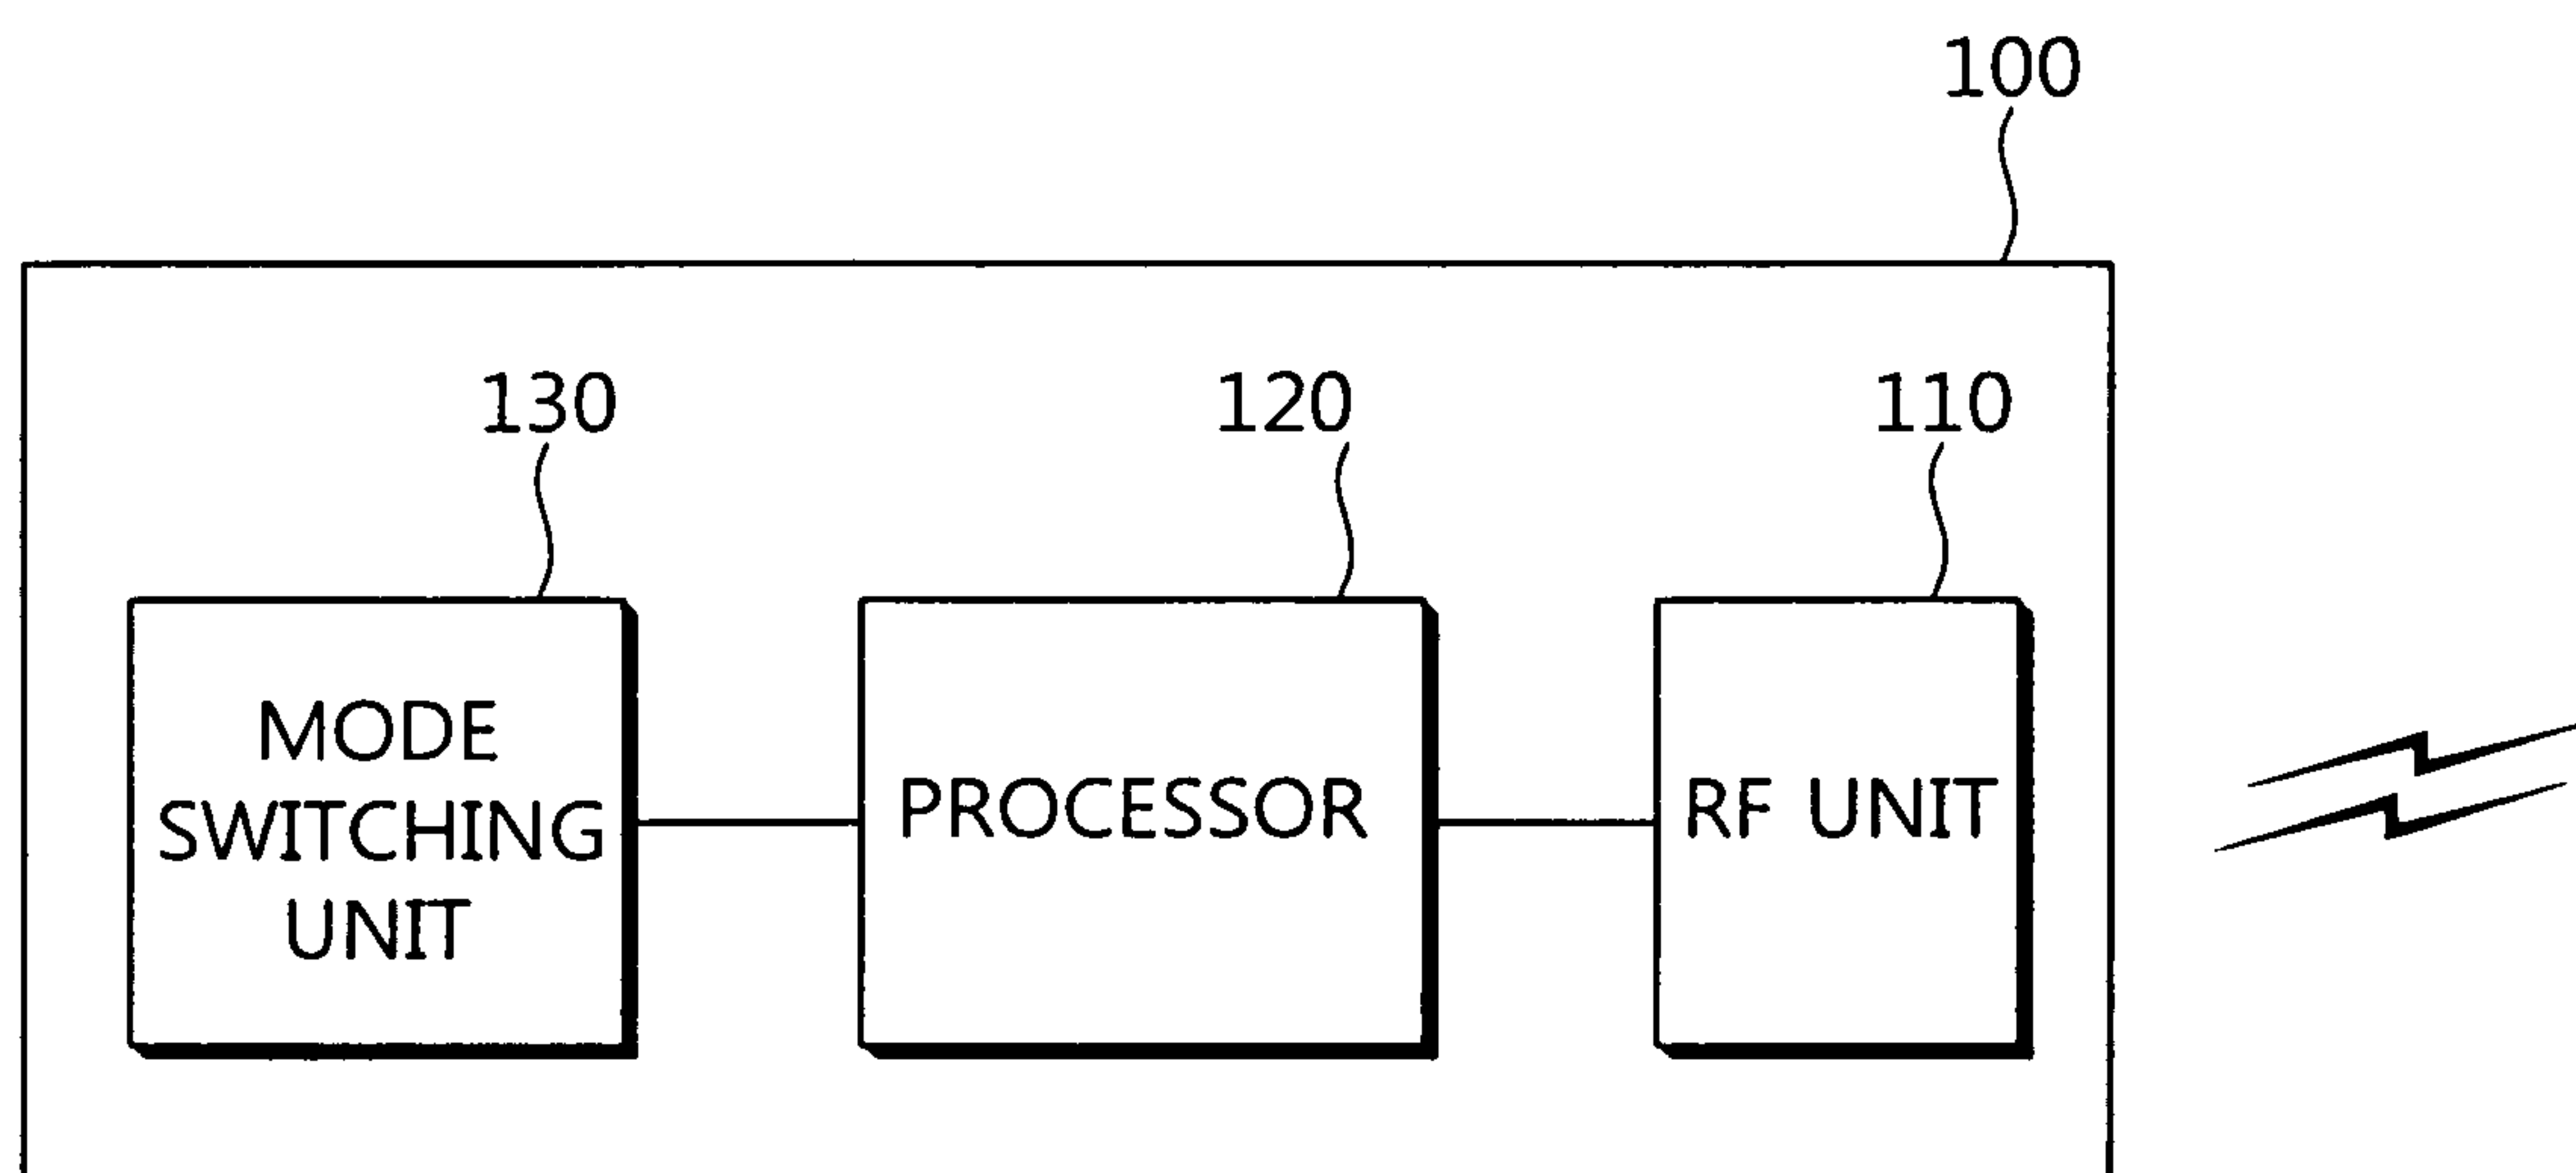 100
130
120
110
MODE
SWITCHING
UNIT
PROCESSOR
RF UNIT